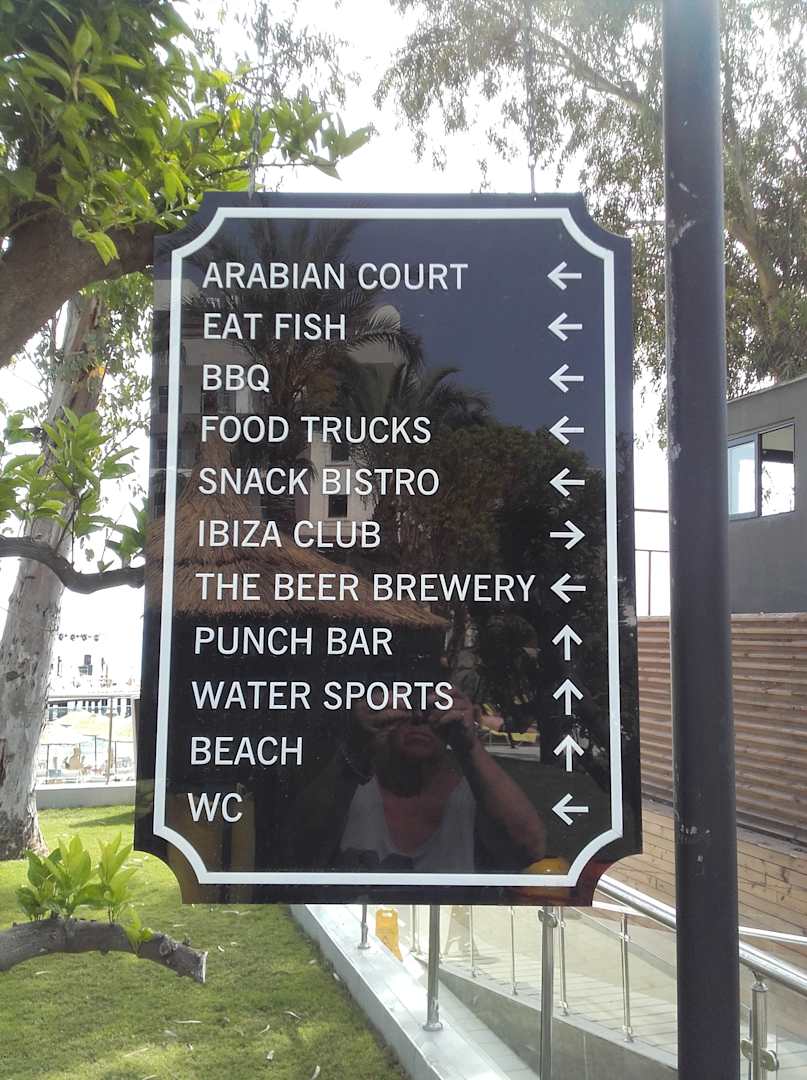 ARABIAN COURT ←
EAT FISH ←
BBQ ←
FOOD TRUCKS ←
SNACK BISTRO ←
IBIZA CLUB →
THE BEER BREWERY ←
PUNCH BAR ↑
WATER SPORTS ↑
BEACH ↑
WC ←